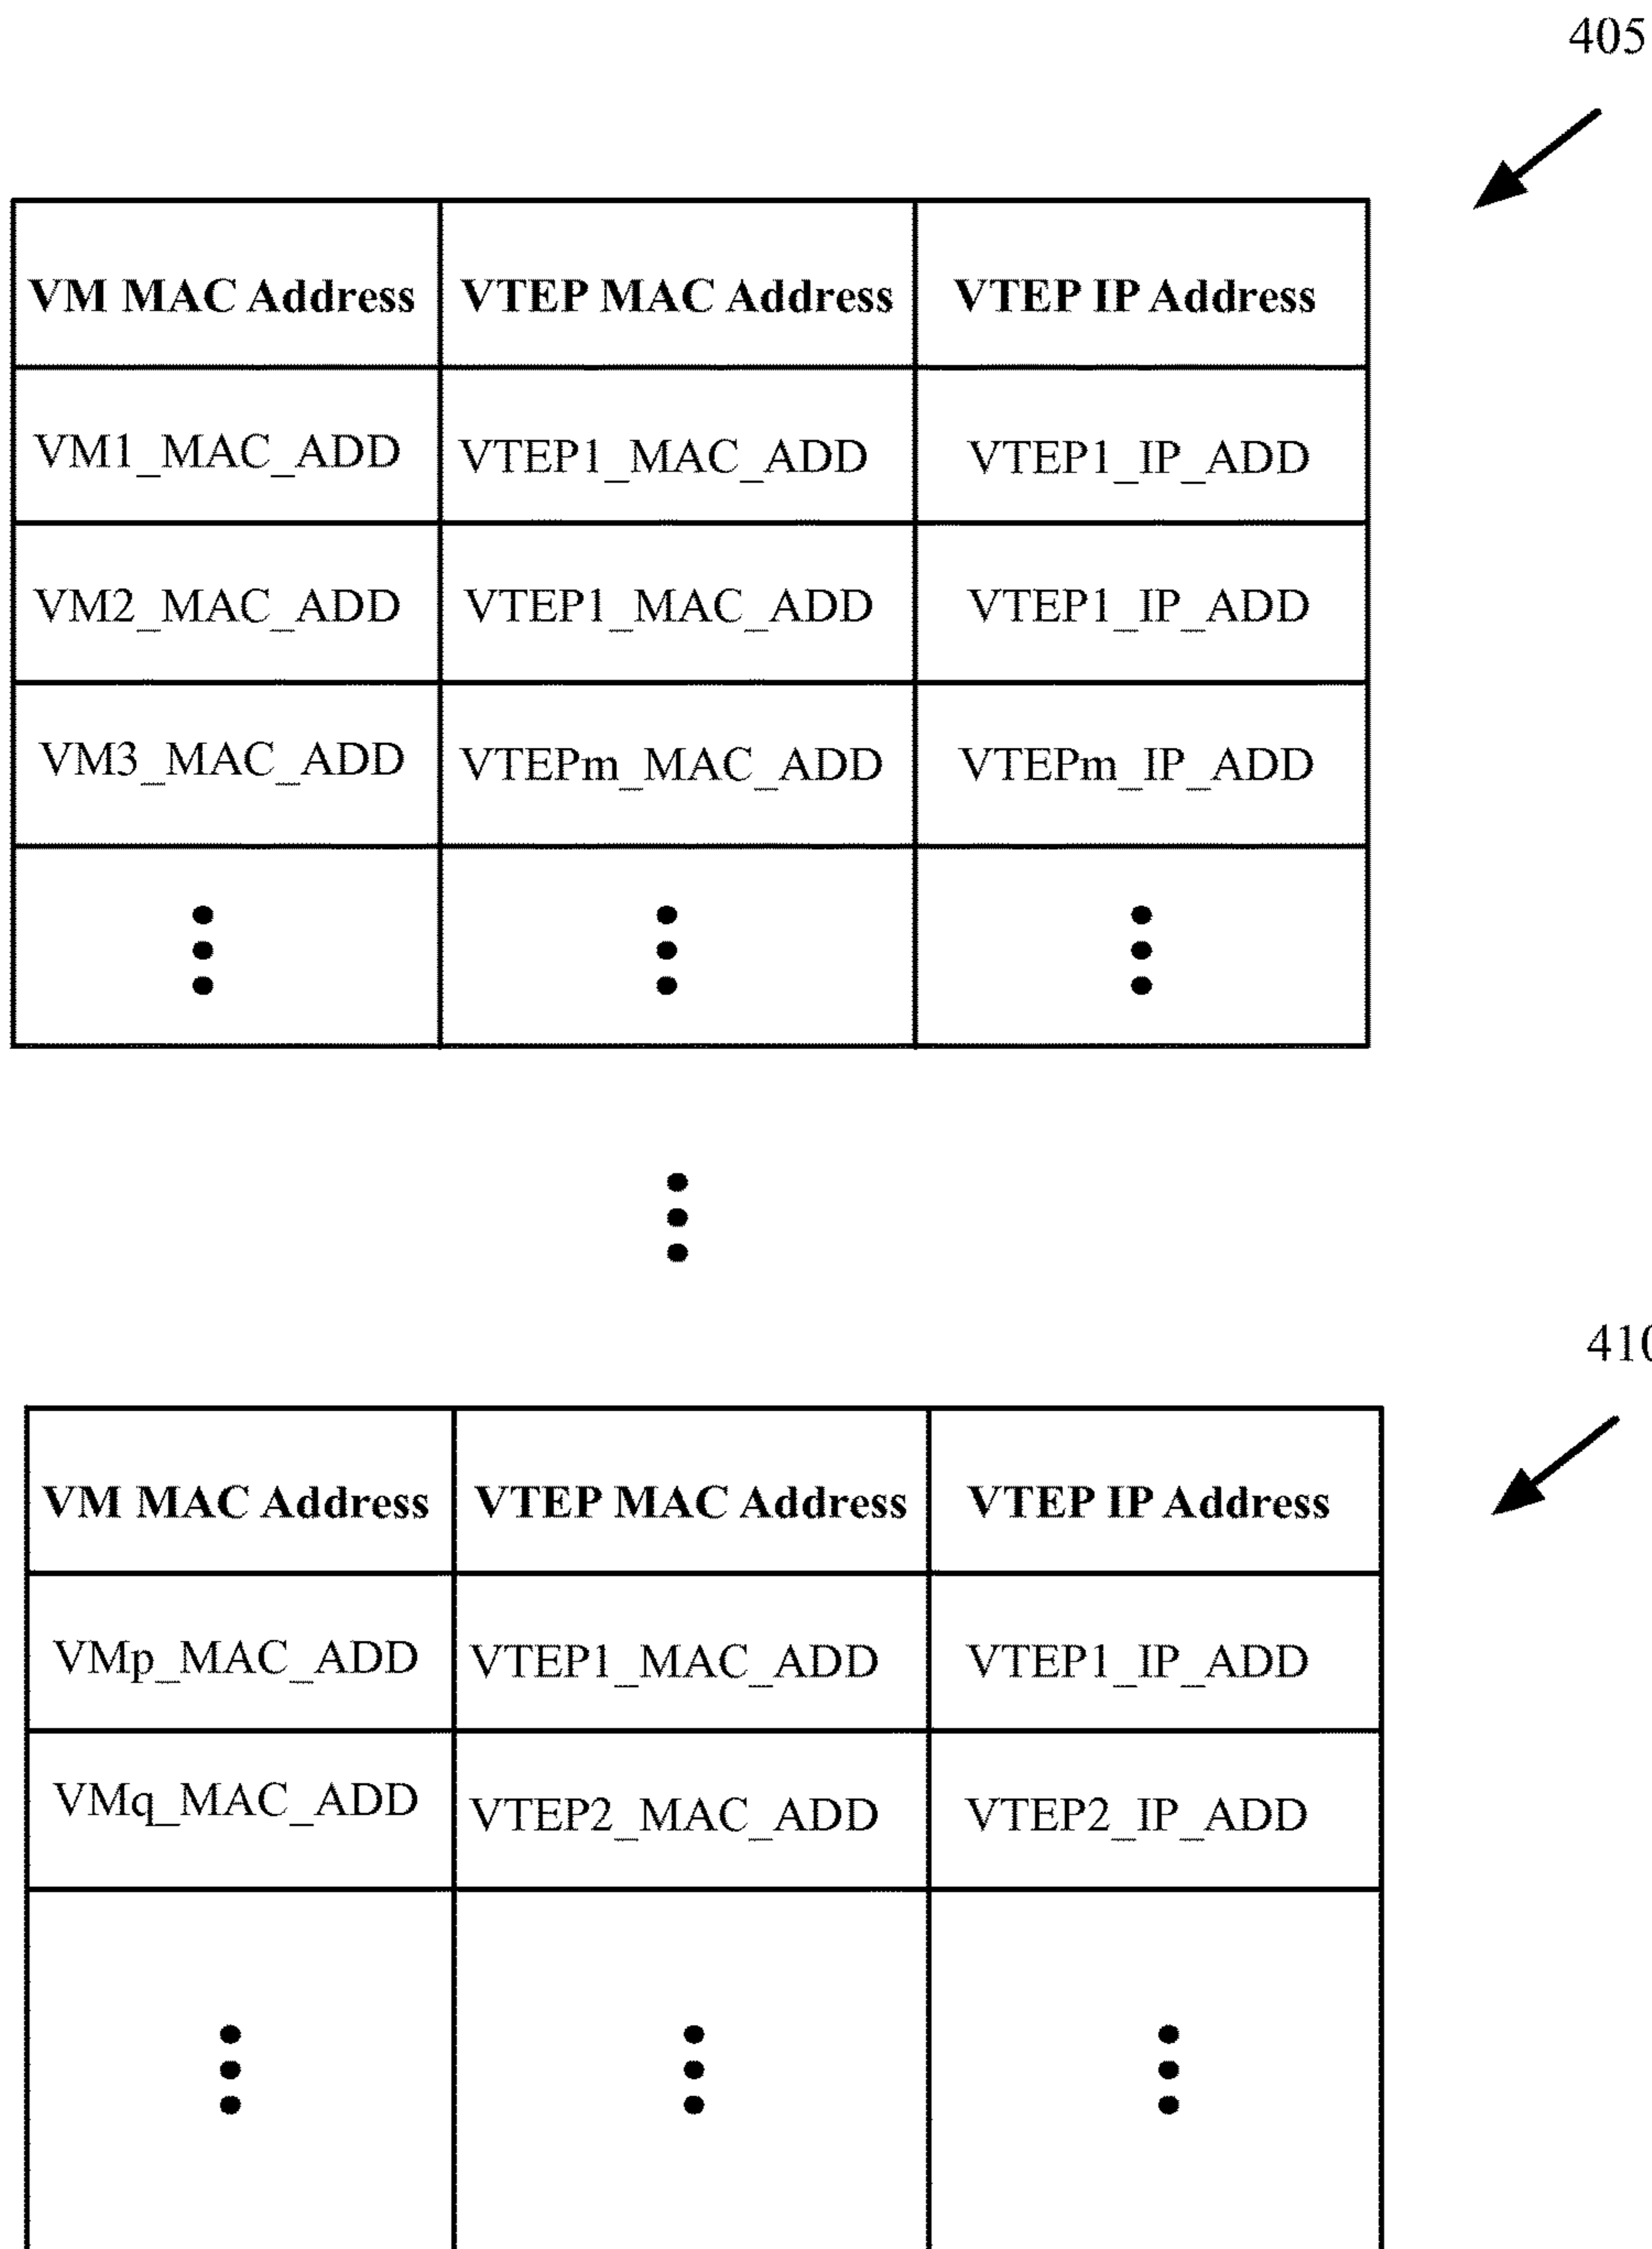 405
VM MAC Address VTEP MAC Address VTEP IP Address
VM1_MAC_ADD VTEP1_MAC_ADD VTEP1_IP_ADD
VM2_MAC_ADD VTEP1_MAC_ADD VTEP1_IP_ADD
VM3_MAC_ADD VTEPm_MAC_ADD VTEPm_IP_ADD
410
VM MAC Address VTEP MAC Address VTEP IP Address
VMp_MAC_ADD VTEP1_MAC_ADD VTEP1_IP_ADD
VMq_MAC_ADD VTEP2_MAC_ADD VTEP2_IP_ADD